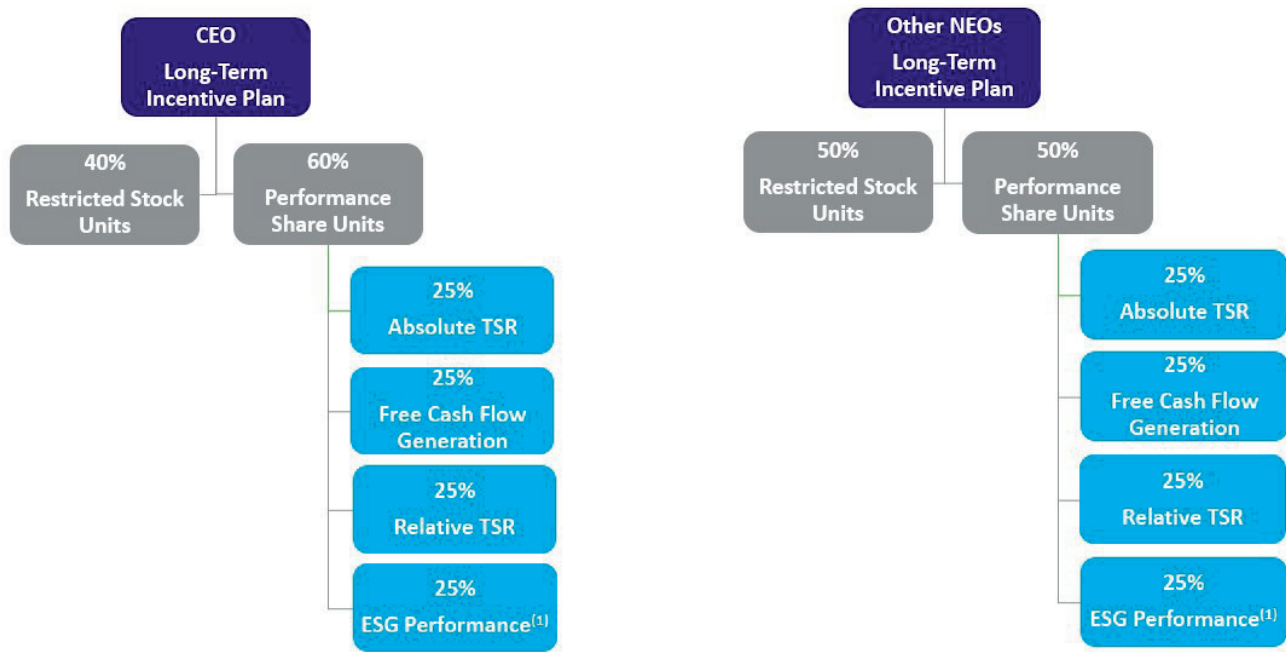 CEO
Long-Term
Incentive Plan
40%
Restricted Stock
Units
60%
Performance
Share Units
25%
Absolute TSR
25%
Free Cash Flow
Generation
25%
Relative TSR
25%
ESG Performance(1)
Other NEOs
Long-Term
Incentive Plan
50%
Restricted Stock
Units
50%
Performance
Share Units
25%
Absolute TSR
25%
Free Cash Flow
Generation
25%
Relative TSR
25%
ESG Performance(1)